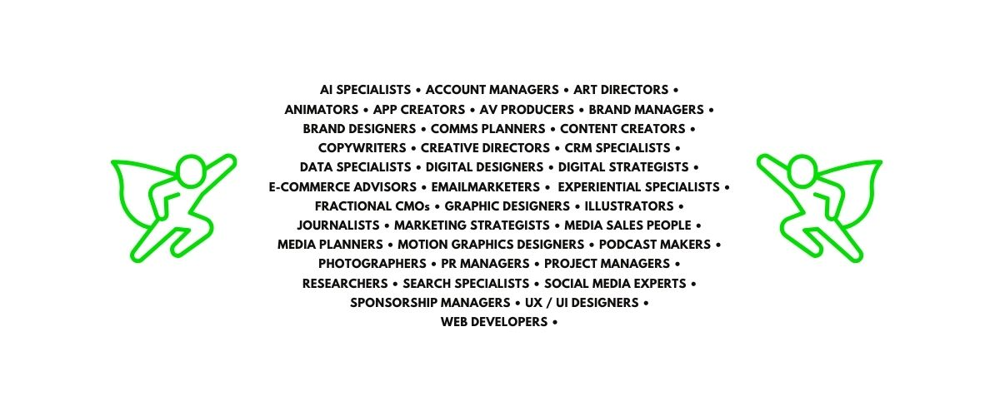 AI SPECIALISTS • ACCOUNT MANAGERS • ART DIRECTORS •
ANIMATORS • APP CREATORS • AV PRODUCERS • BRAND MANAGERS •
BRAND DESIGNERS • COMMS PLANNERS • CONTENT CREATORS •
COPYWRITERS • CREATIVE DIRECTORS • CRM SPECIALISTS •
DATA SPECIALISTS • DIGITAL DESIGNERS • DIGITAL STRATEGISTS •
E-COMMERCE ADVISORS • EMAILMARKETERS • EXPERIENTIAL SPECIALISTS •
FRACTIONAL CMOs • GRAPHIC DESIGNERS • ILLUSTRATORS •
JOURNALISTS • MARKETING STRATEGISTS • MEDIA SALES PEOPLE •
MEDIA PLANNERS • MOTION GRAPHICS DESIGNERS • PODCAST MAKERS •
PHOTOGRAPHERS • PR MANAGERS • PROJECT MANAGERS •
RESEARCHERS • SEARCH SPECIALISTS • SOCIAL MEDIA EXPERTS •
SPONSORSHIP MANAGERS • UX / UI DESIGNERS •
WEB DEVELOPERS •